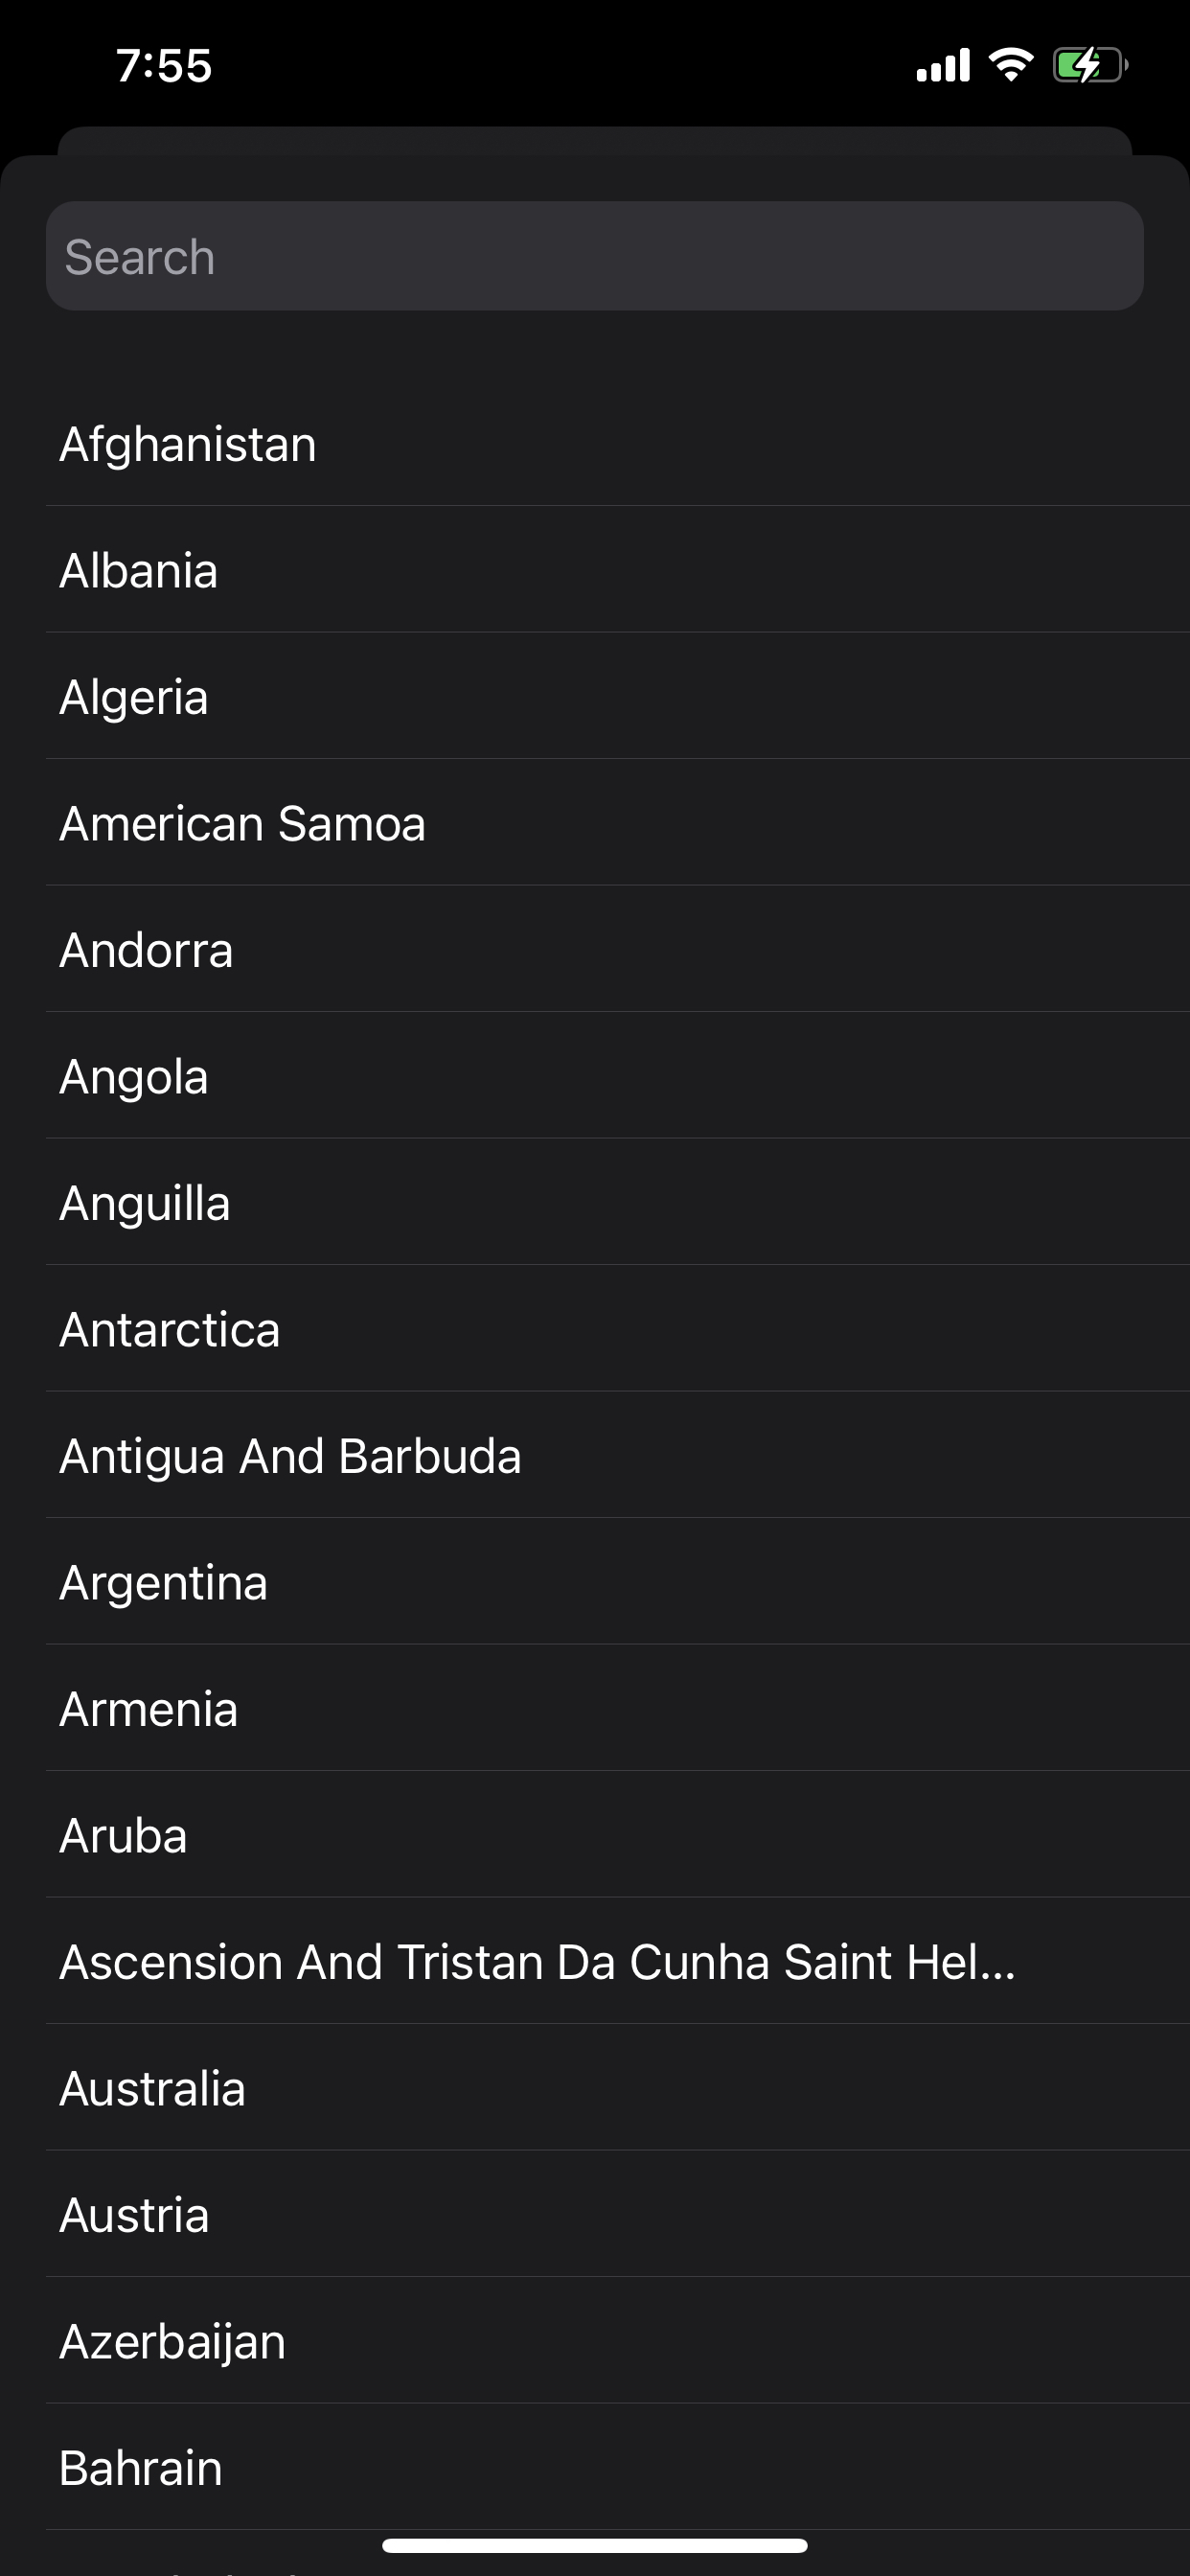 7:55
Search
Afghanistan
Albania
Algeria
American Samoa
Andorra
Angola
Anguilla
Antarctica
Antigua And Barbuda
Argentina
Armenia
Aruba
Ascension And Tristan Da Cunha Saint Hel...
Australia
Austria
Azerbaijan
Bahrain